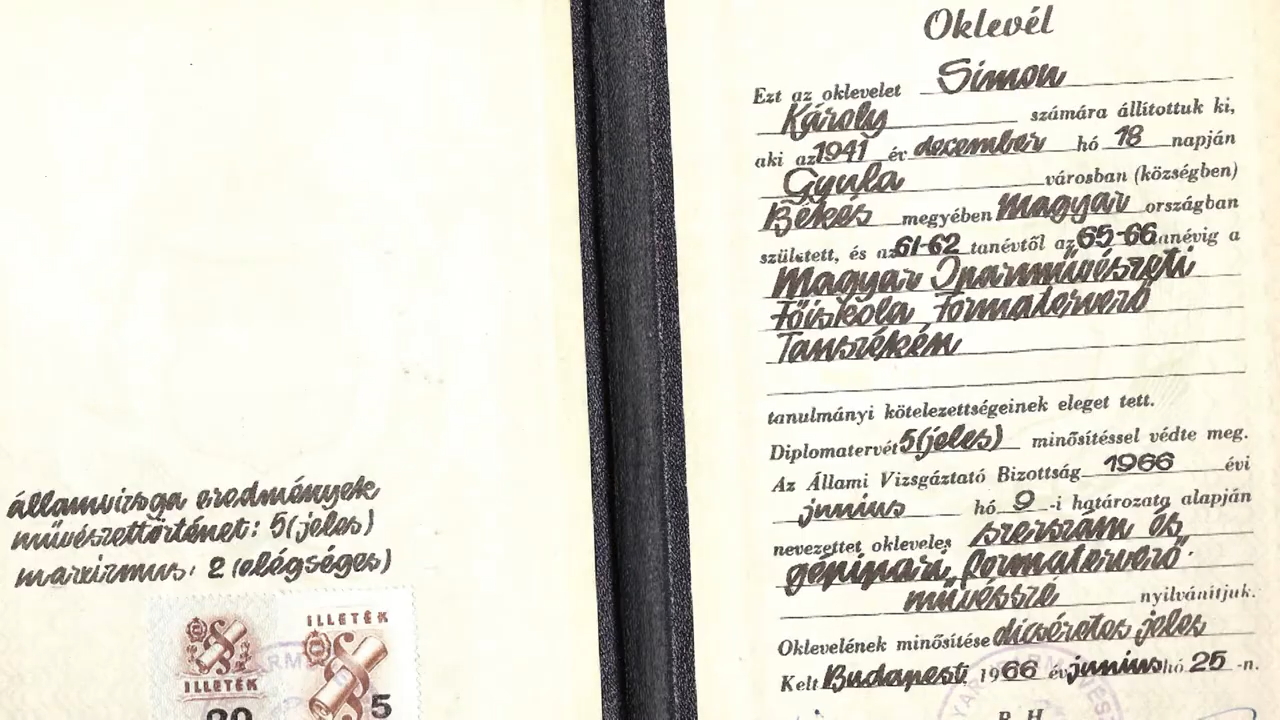 államvizsga eredmények
művészettörténet: 5 (jeles)
marxizmus: 2 (elégséges)
ILLETÉK
ILLETÉK
20
5
Oklevél
Ezt az oklevelet Simon
Károly számára állítottuk ki,
aki az 1941 év december hó 18 napján
Gyula városban (községben)
Békés megyében Magyar országban
született, és az 61-62 tanévtől az 65-66 tanévig a
Magyar Iparművészeti
Főiskola Formatervező
Tanszékén
tanulmányi kötelezettségeinek eleget tett.
Diplomatervét 5 (jeles) minősítéssel védte meg.
Az Állami Vizsgáztató Bizottság 1966 évi
június hó 9 -i határozata alapján
nevezettet okleveles szerszám és
gépipari formatervező
művésszé nyilvánítjuk.
Oklevelének minősítése dicséretes jeles
Kelt Budapest, 1966 év június hó 25 -n.
P. H.